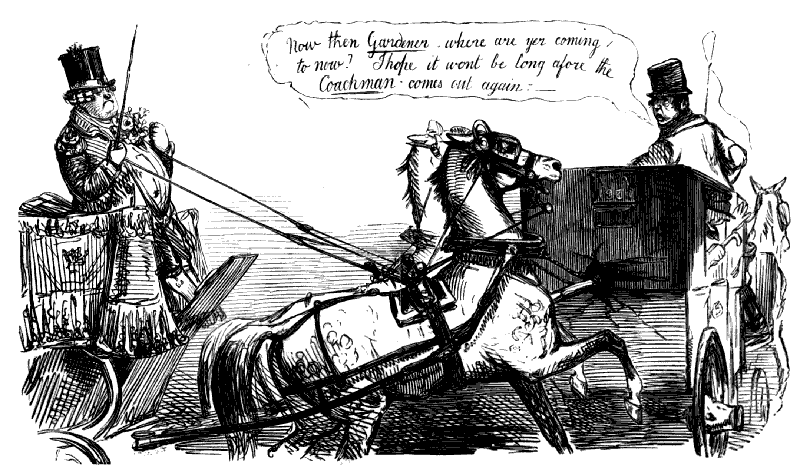 Now then Gardener where are yer coming
to now? I hope it wont be long afore the
Coachman comes out again:—